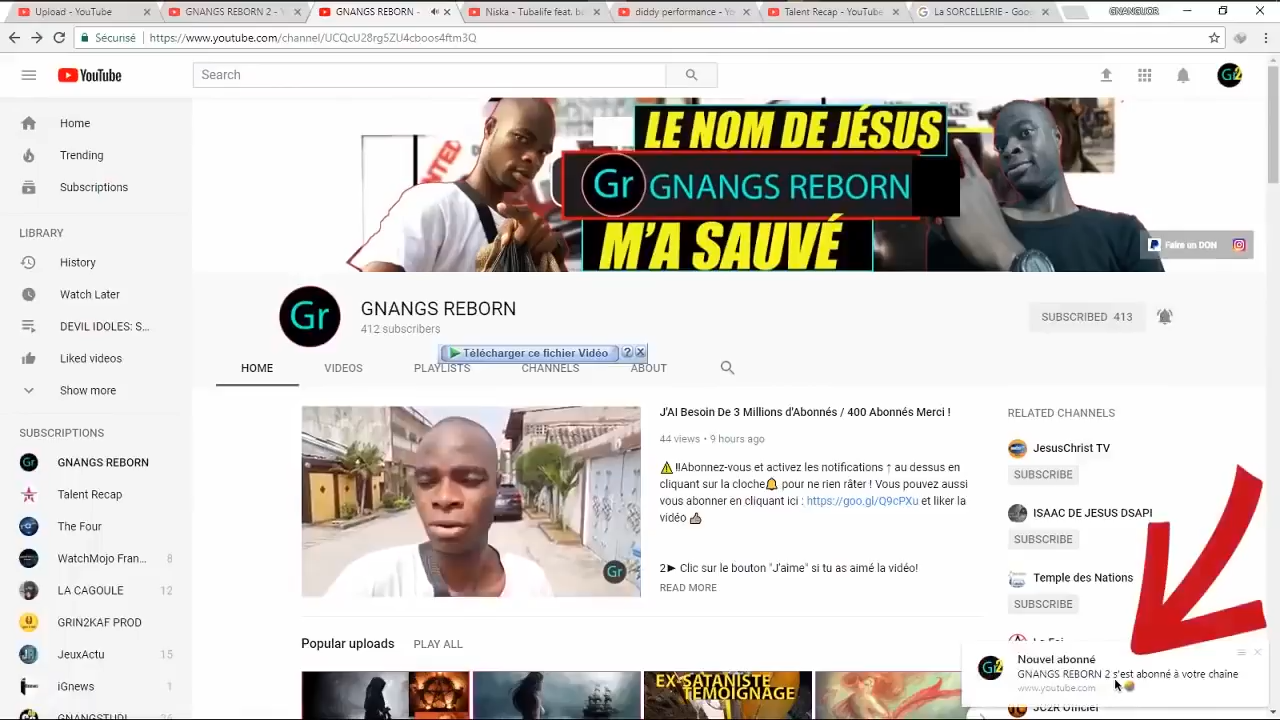 Upload - YouTube
GNANGS REBORN 2 - Y
GNANGS REBORN -
Niska - Tubalife feat. b
diddy performance - Yo
Talent Recap - YouTube
La SORCELLERIE - Goo
GNANGUOR
Sécurisé
https://www.youtube.com/channel/UCQcU28rg5ZU4cboos4ftm3Q
YouTube
Search
Gr2
Home
Trending
Subscriptions
LIBRARY
History
Watch Later
DEVIL IDOLES: S...
Liked videos
Show more
SUBSCRIPTIONS
GNANGS REBORN
Talent Recap
The Four
WatchMojo Fran... 8
LA CAGOULE 12
GRIN2KAF PROD
JeuxActu 15
iGnews 1
LE NOM DE JÉSUS
Gr GNANGS REBORN
M'A SAUVÉ
Faire un DON
Gr
GNANGS REBORN
412 subscribers
SUBSCRIBED 413
Télécharger ce fichier Vidéo
HOME VIDEOS PLAYLISTS CHANNELS ABOUT
Gr
J'AI Besoin De 3 Millions d'Abonnés / 400 Abonnés Merci !
44 views • 9 hours ago
⚠!!Abonnez-vous et activez les notifications ↑ au dessus en
cliquant sur la cloche🔔 pour ne rien râter ! Vous pouvez aussi
vous abonner en cliquant ici : https://goo.gl/Q9cPXu et liker la
vidéo 👍
2► Clic sur le bouton "J'aime" si tu as aimé la vidéo!
READ MORE
Popular uploads PLAY ALL
EX-SATANISTE
TÉMOIGNAGE
RELATED CHANNELS
JesusChrist TV
SUBSCRIBE
ISAAC DE JESUS DSAPI
SUBSCRIBE
Temple des Nations
SUBSCRIBE
Gr2
Nouvel abonné
GNANGS REBORN 2 s'est abonné à votre chaîne
www.youtube.com
JC2R Officiel